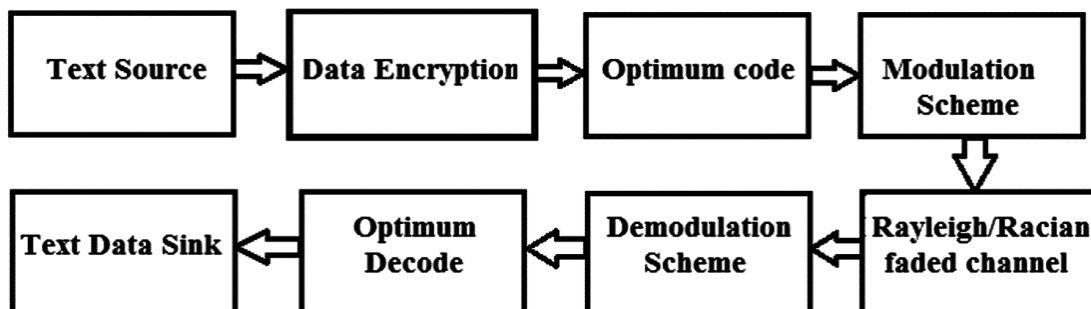 Text Source
Data Encryption
Optimum code
Modulation
Scheme
Rayleigh/Racian
faded channel
Demodulation
Scheme
Optimum
Decode
Text Data Sink